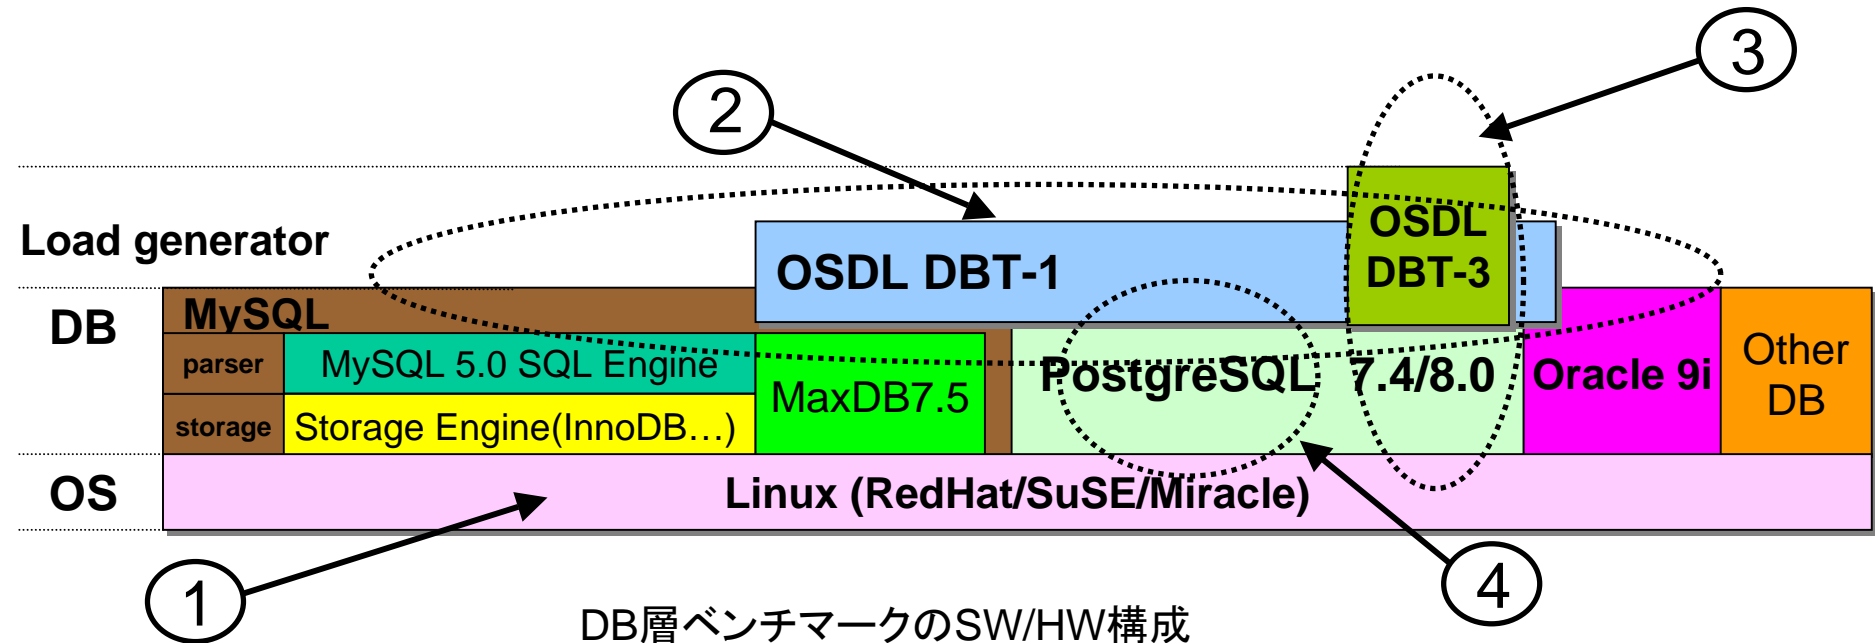 3
2
Load generator
OSDL DBT-1
OSDL
DBT-3
DB
MySQL
parser
MySQL 5.0 SQL Engine
storage
Storage Engine(InnoDB…)
MaxDB7.5
PostgreSQL 7.4/8.0
Oracle 9i
Other
DB
OS
Linux (RedHat/SuSE/Miracle)
1
4
DB層ベンチマークのSW/HW構成